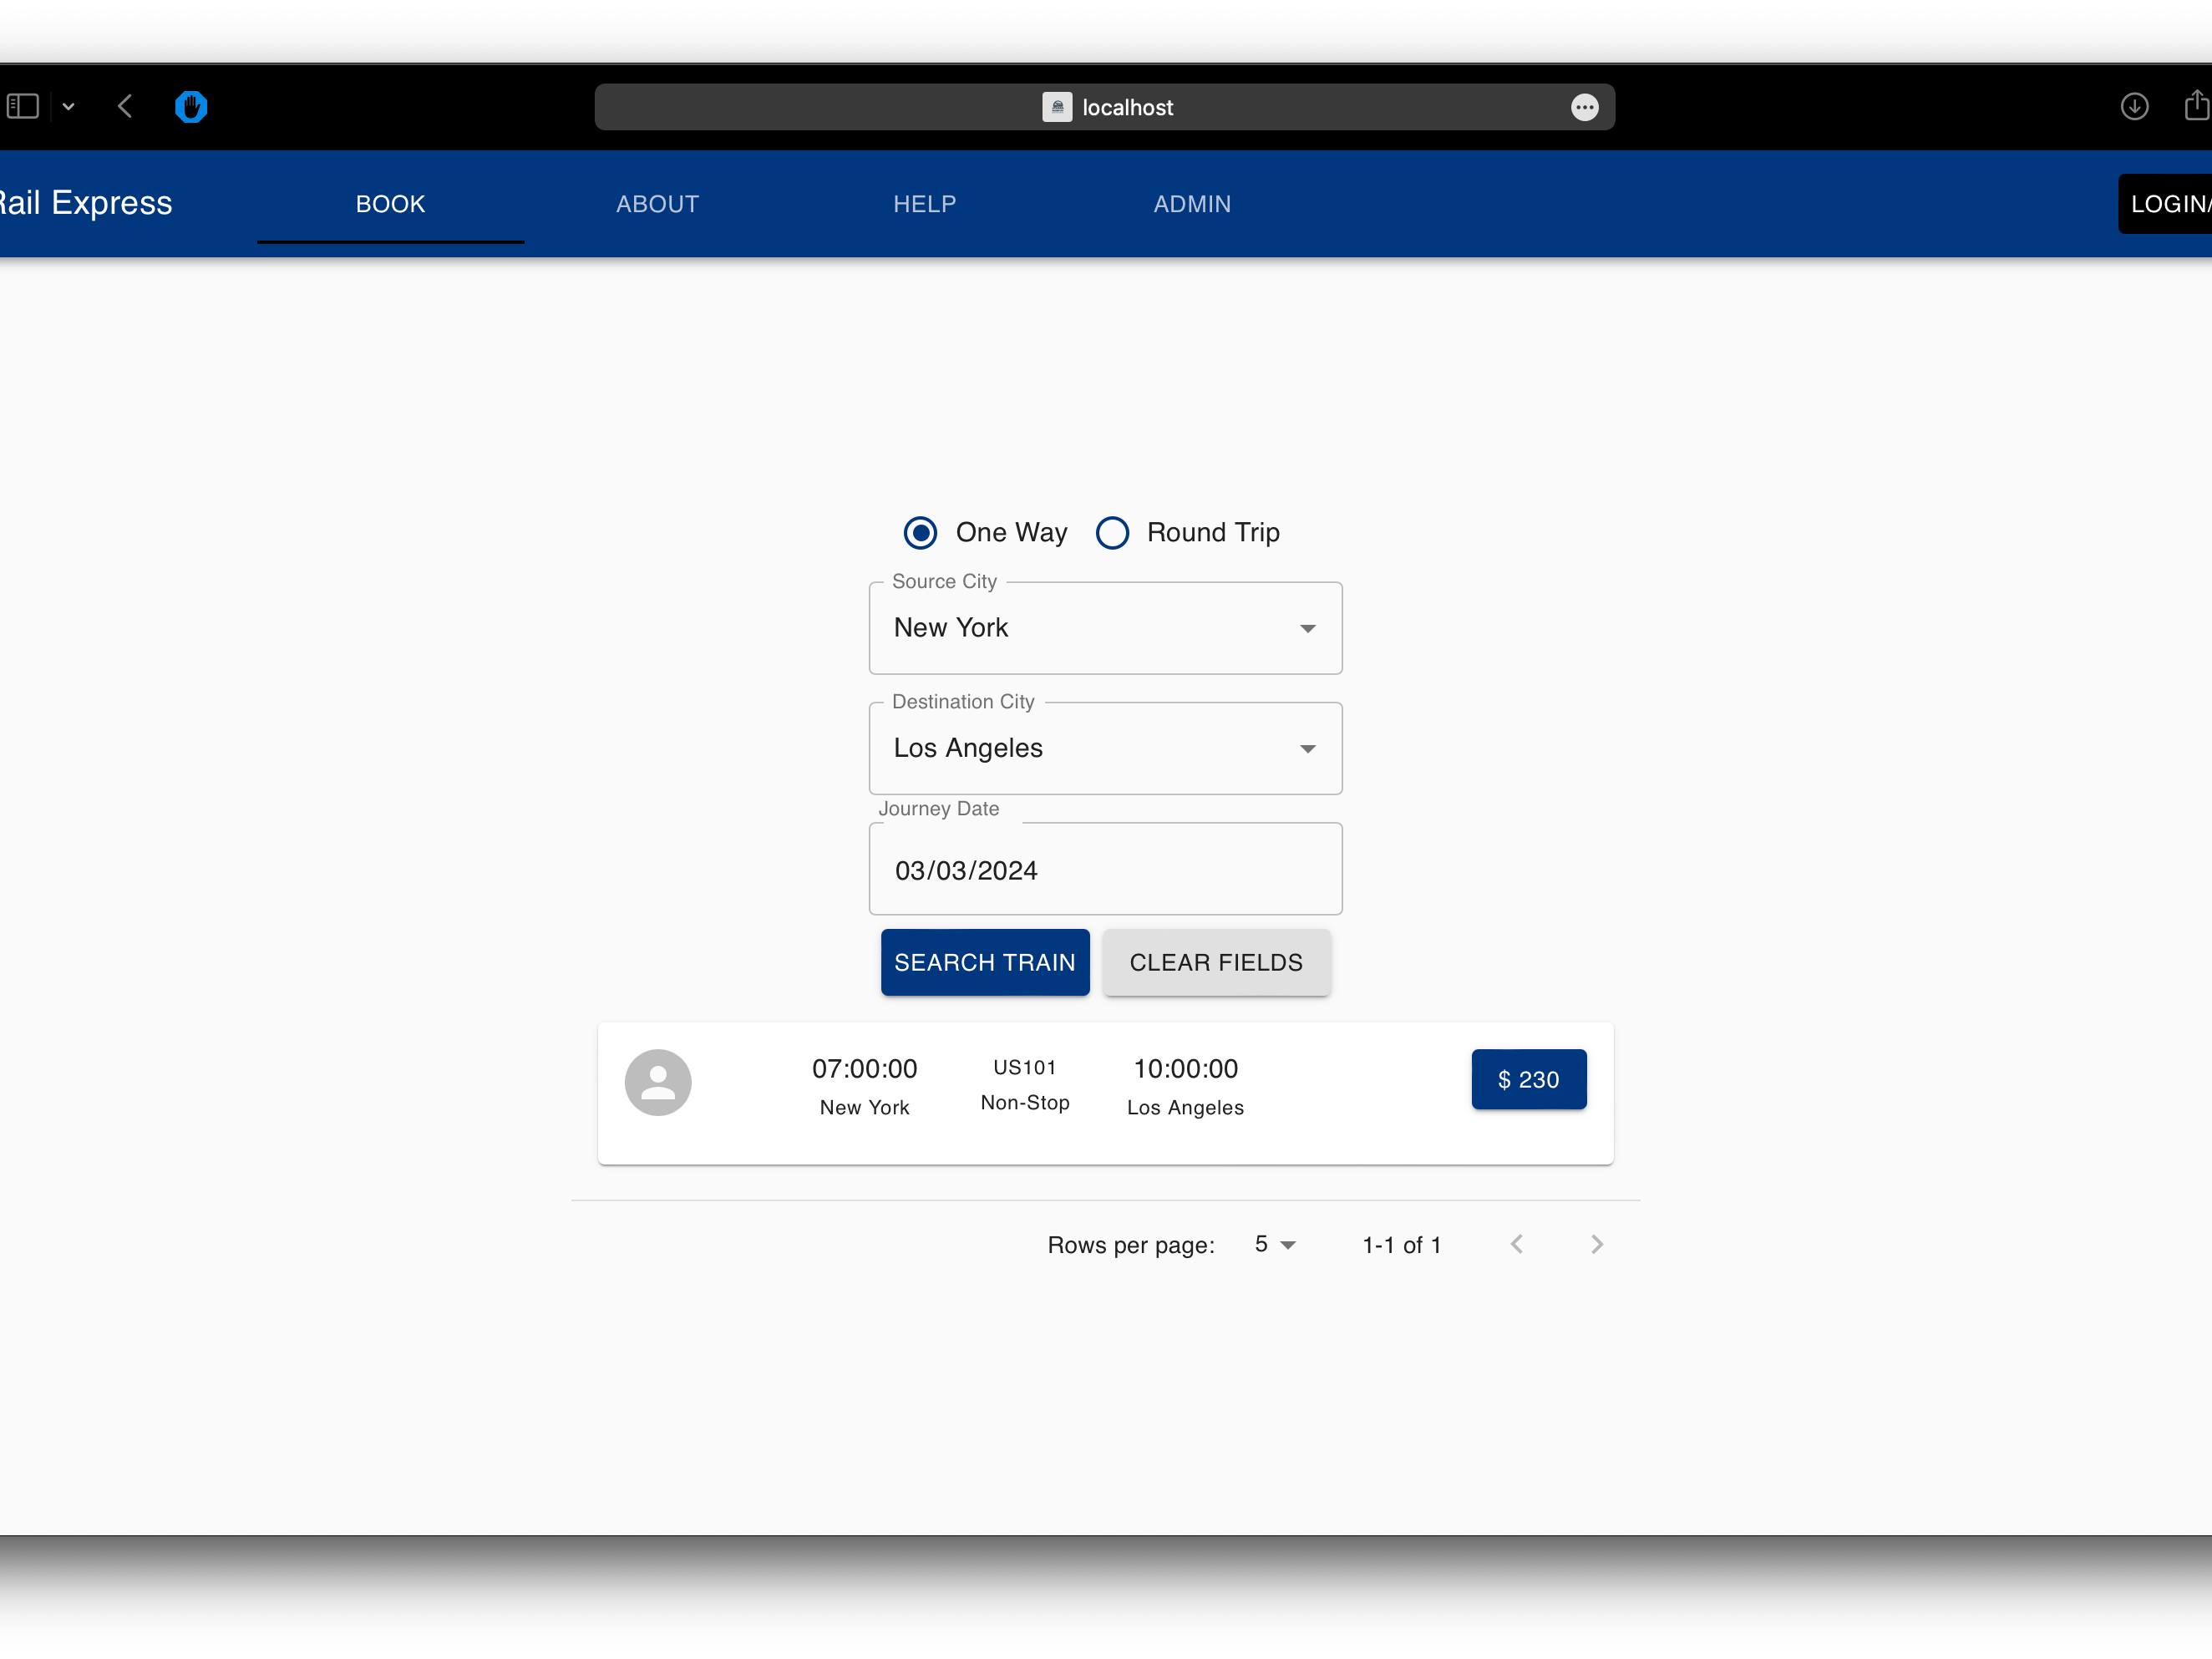 localhost
Rail Express BOOK ABOUT HELP ADMIN LOGIN/
One Way Round Trip
Source City
New York
Destination City
Los Angeles
Journey Date
03/03/2024
SEARCH TRAIN CLEAR FIELDS
07:00:00 US101 10:00:00 $ 230
New York Non-Stop Los Angeles
Rows per page: 5 1-1 of 1